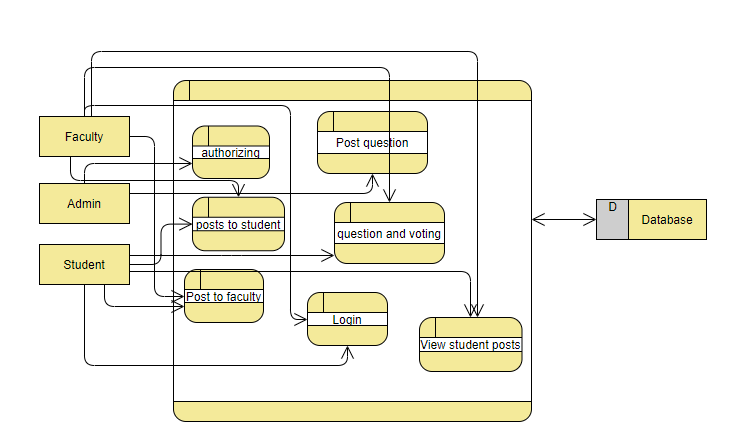 Faculty
authorizing
Post question
Admin
D
Database
posts to student
question and voting
Student
Post to faculty
Login
View student posts